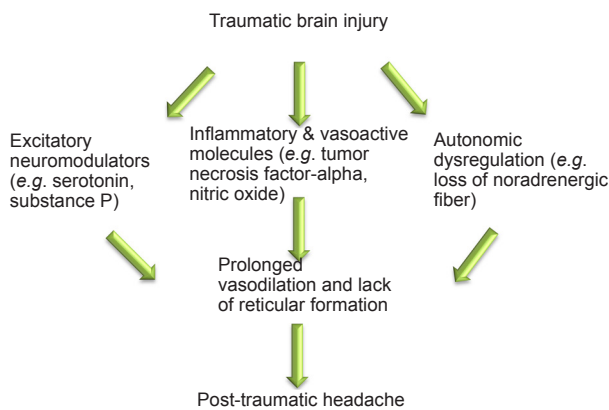 Traumatic brain injury
Excitatory
neuromodulators
(e.g. serotonin,
substance P)
Inflammatory & vasoactive
molecules (e.g. tumor
necrosis factor-alpha,
nitric oxide)
Autonomic
dysregulation (e.g.
loss of noradrenergic
fiber)
Prolonged
vasodilation and lack
of reticular formation
Post-traumatic headache